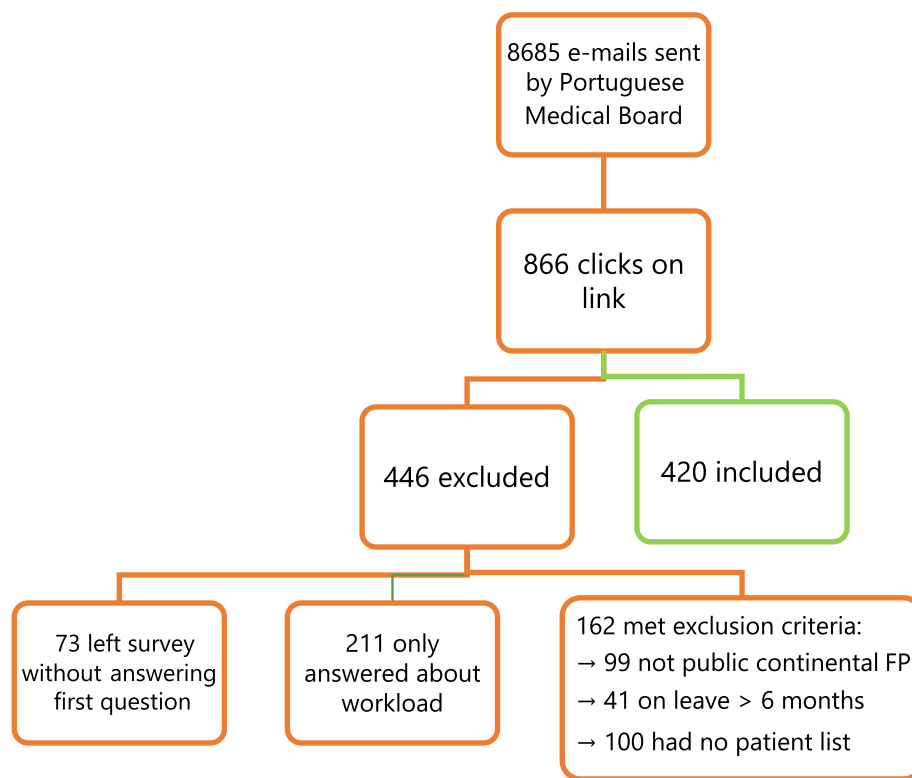 8685 e-mails sent
by Portuguese
Medical Board
866 clicks on
link
446 excluded
420 included
73 left survey
without answering
first question
211 only
answered about
workload
162 met exclusion criteria:
→ 99 not public continental FP
→ 41 on leave > 6 months
→ 100 had no patient list